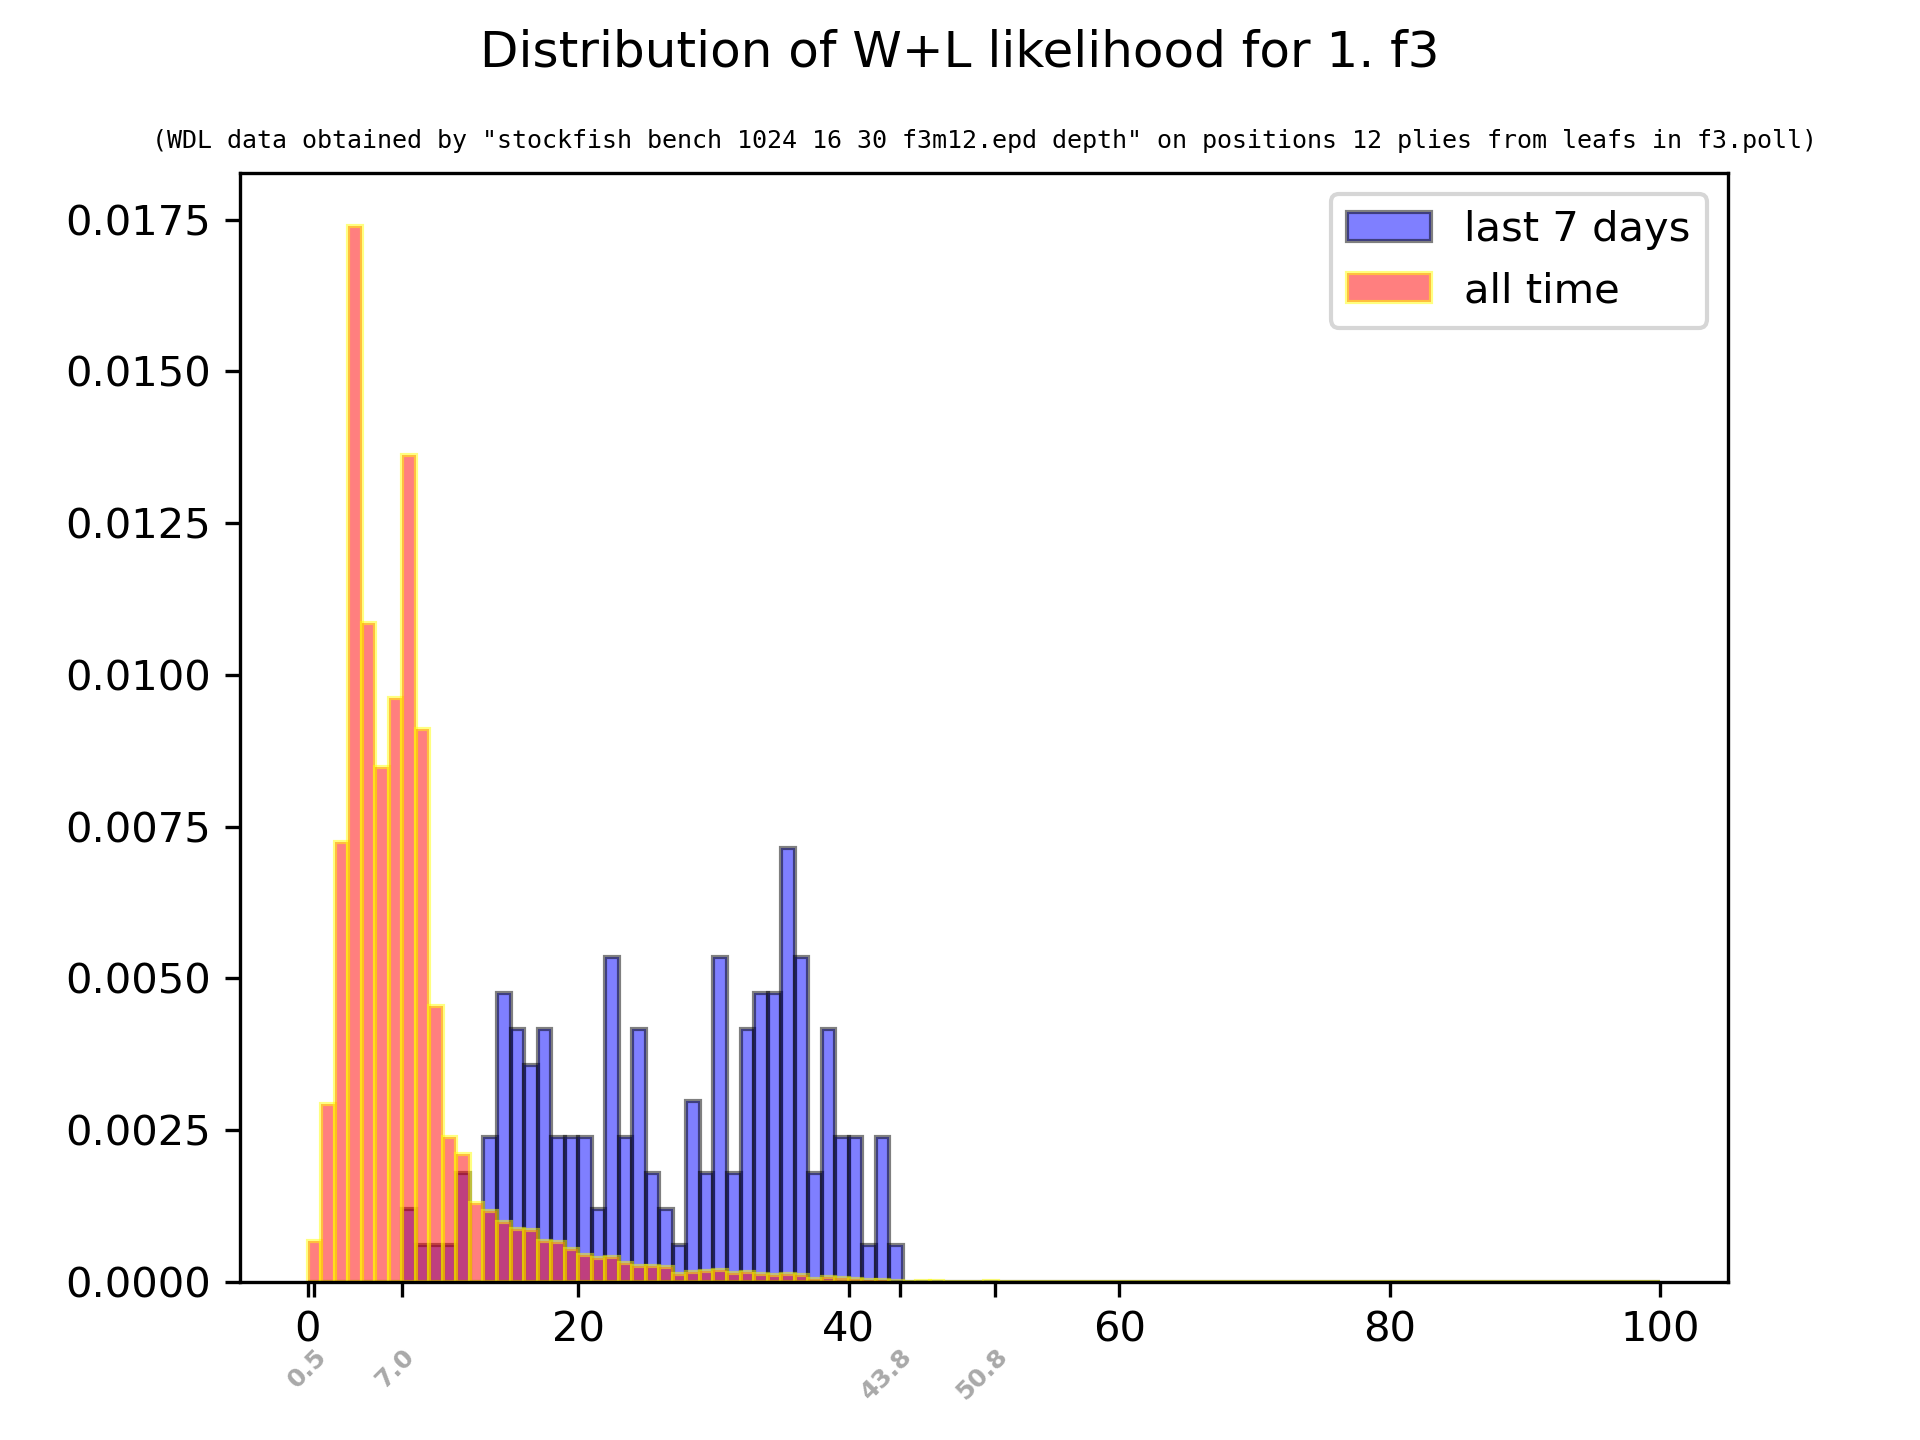 Distribution of W+L likelihood for 1. f3
(WDL data obtained by "stockfish bench 1024 16 30 f3m12.epd depth" on positions 12 plies from leafs in f3.poll)
last 7 days
all time
0.0175
0.0150
0.0125
0.0100
0.0075
0.0050
0.0025
0.0000
0 20 40 60 80 100
0.5 7.0 43.8 50.8